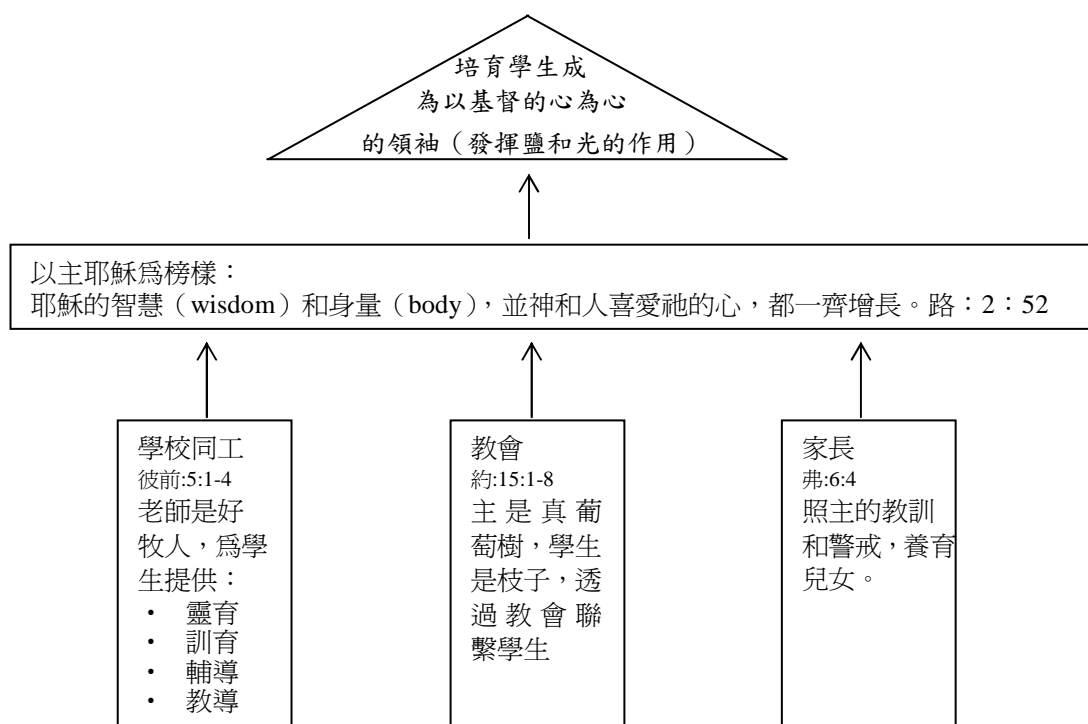 培育學生成
為以基督的心為心
的領袖（發揮鹽和光的作用）
以主耶穌爲榜樣：
耶穌的智慧（wisdom）和身量（body），並神和人喜愛祂的心，都一齊增長。路：2：52
學校同工
彼前:5:1-4
老師是好
牧人，爲學
生提供：
• 靈育
• 訓育
• 輔導
• 教導
教會
約:15:1-8
主是真葡
萄樹，學生
是枝子，透
過教會聯
繫學生
家長
弗:6:4
照主的教訓
和警戒，養育
兒女。